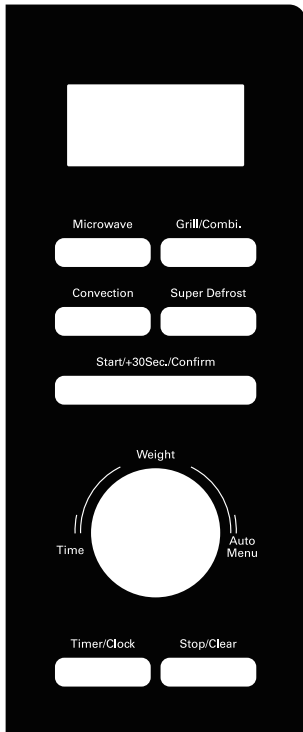 Microwave Grill/Combi.
Convection Super Defrost
Start/+30Sec./Confirm
Weight
Time Auto
Menu
Timer/Clock Stop/Clear